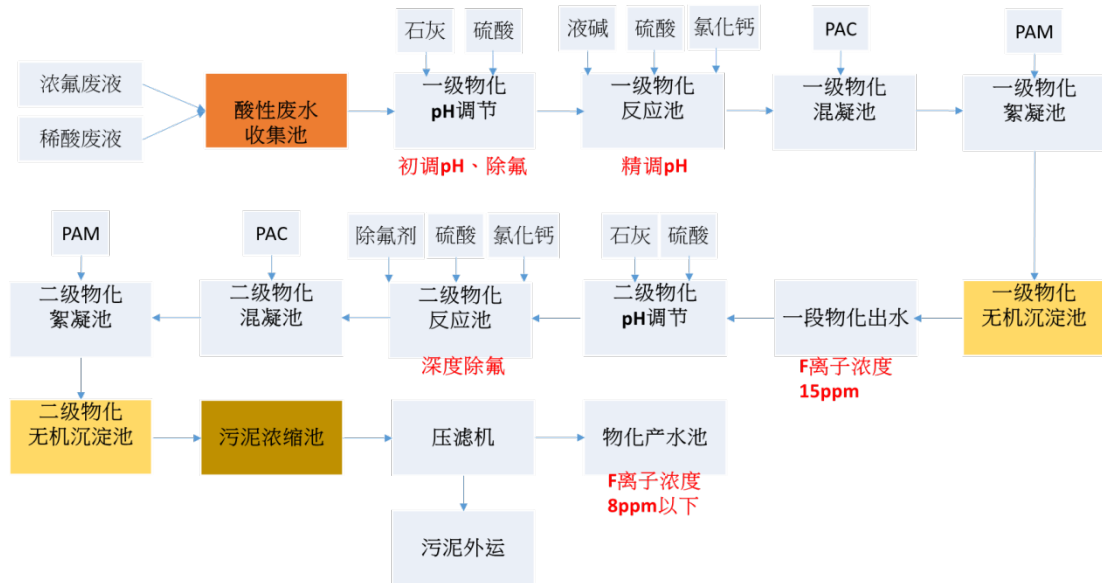 石灰
硫酸
液碱
硫酸
氯化钙
PAC
PAM
浓氟废液
稀酸废液
酸性废水
收集池
一级物化
pH调节
一级物化
反应池
一级物化
混凝池
一级物化
絮凝池
初调pH、除氟
精调pH
PAM
PAC
除氟剂
硫酸
氯化钙
石灰
硫酸
二级物化
絮凝池
二级物化
混凝池
二级物化
反应池
二级物化
pH调节
一段物化出水
一级物化
无机沉淀池
深度除氟
F离子浓度
15ppm
二级物化
无机沉淀池
污泥浓缩池
压滤机
物化产水池
F离子浓度
8ppm以下
污泥外运